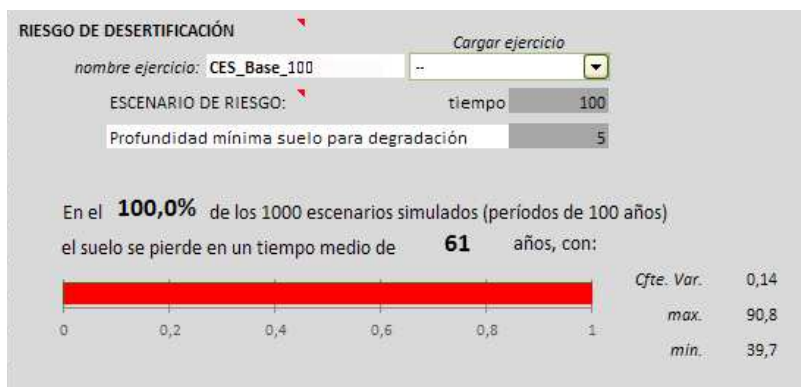 RIESGO DE DESERTIFICACIÓN
Cargar ejercicio
nombre ejercicio: CES_Base_100 --
ESCENARIO DE RIESGO: tiempo 100
Profundidad mínima suelo para degradación 5
En el 100,0% de los 1000 escenarios simulados (períodos de 100 años)
el suelo se pierde en un tiempo medio de 61 años, con:
Cfte. Var. 0,14
max. 90,8
min. 39,7
0 0,2 0,4 0,6 0,8 1